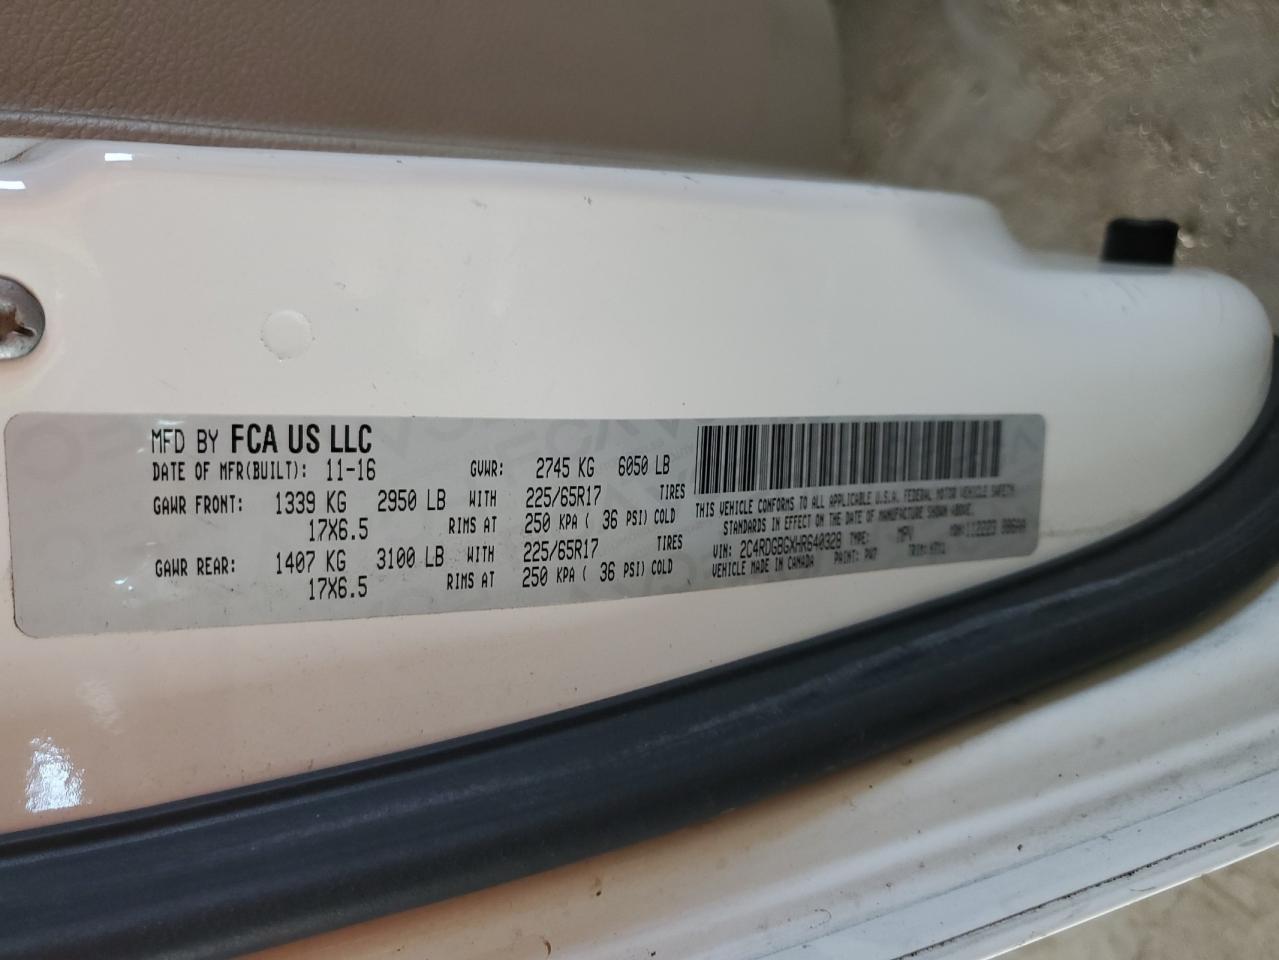 MFD BY FCA US LLC
DATE OF MFR(BUILT): 11-16 GVWR: 2745 KG 6050 LB
GAWR FRONT: 1339 KG 2950 LB WITH 225/65R17 TIRES
17X6.5 RIMS AT 250 KPA ( 36 PSI) COLD
GAWR REAR: 1407 KG 3100 LB WITH 225/65R17 TIRES
17X6.5 RIMS AT 250 KPA ( 36 PSI) COLD
THIS VEHICLE CONFORMS TO ALL APPLICABLE U.S.A. FEDERAL MOTOR VEHICLE SAFETY
STANDARDS IN EFFECT ON THE DATE OF MANUFACTURE SHOWN ABOVE.
VIN: 2C4RDGBGXHR640328 TYPE: MPV MDH:
VEHICLE MADE IN CANADA PAINT: PW7 TRIM: